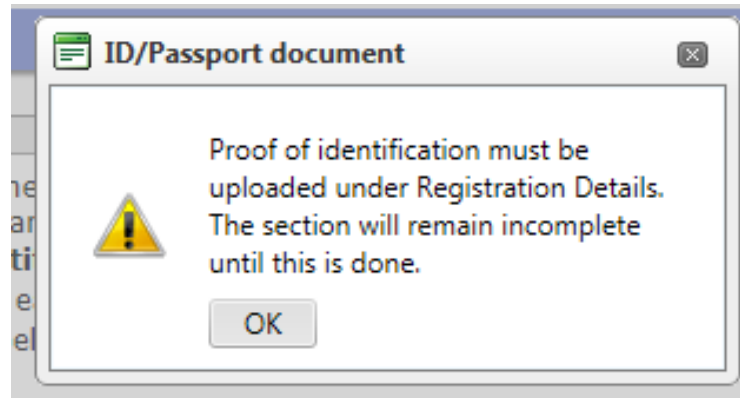 ID/Passport document
Proof of identification must be
uploaded under Registration Details.
The section will remain incomplete
until this is done.
OK